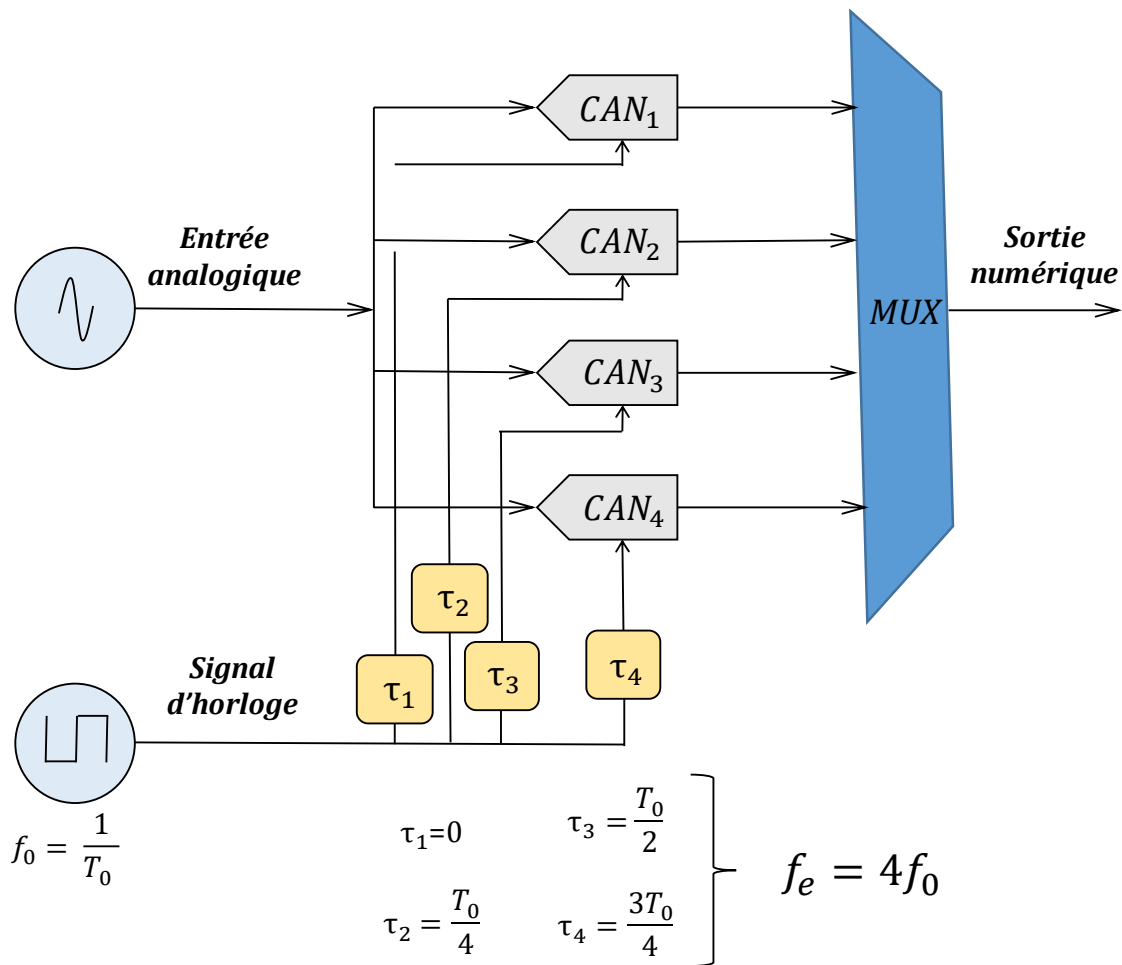 CAN₁
Entrée
analogique
CAN₂
Sortie
numérique
MUX
CAN₃
CAN₄
τ₂
τ₁
τ₃
τ₄
Signal
d'horloge
f₀ = 1/T₀
τ₁=0
τ₃ = T₀/2
fₑ = 4f₀
τ₂ = T₀/4
τ₄ = 3T₀/4